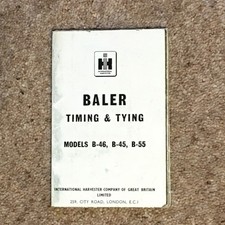 BALER
TIMING & TYING
MODELS B-46, B-45, B-55
INTERNATIONAL HARVESTER COMPANY OF GREAT BRITAIN
LIMITED
259, CITY ROAD, LONDON, E.C.1